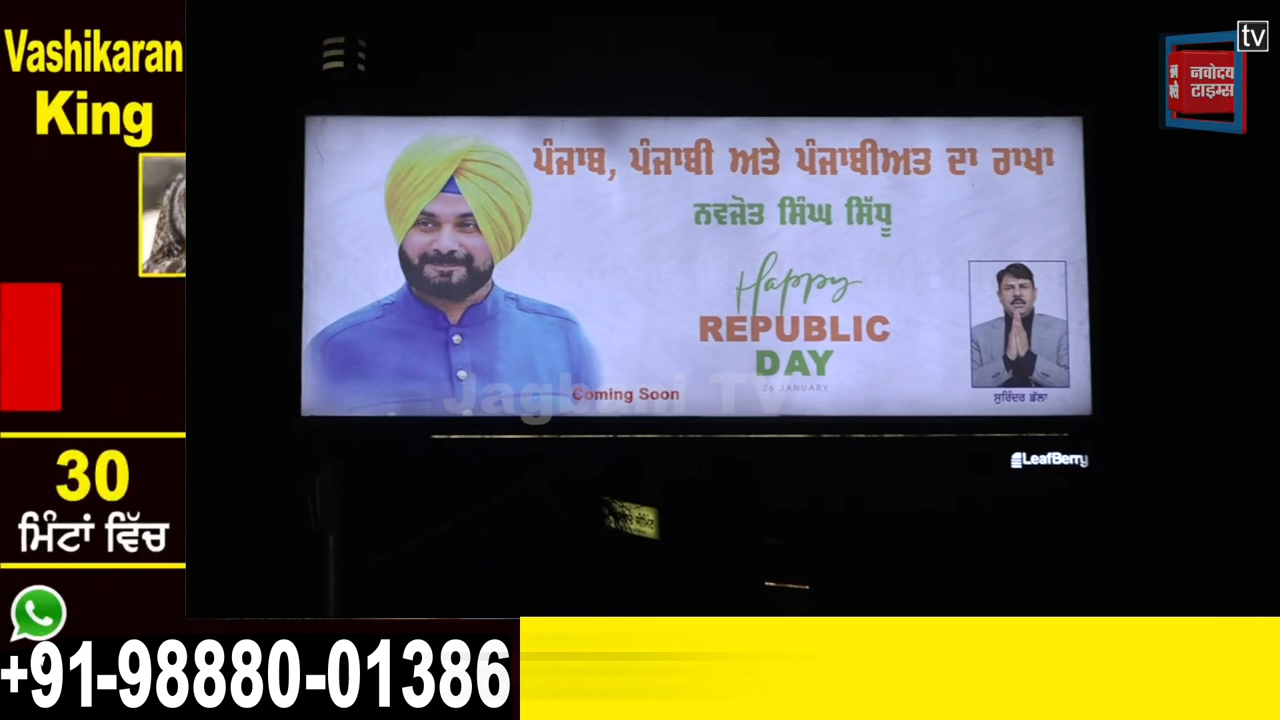 Vashikaran
King
30
ਮਿੰਟਾਂ ਵਿੱਚ
+91-98880-01386
tv
नवोदय
टाइम्स
ਪੰਜਾਬ, ਪੰਜਾਬੀ ਅਤੇ ਪੰਜਾਬੀਅਤ ਦਾ ਰਾਖਾ
ਨਵਜੋਤ ਸਿੰਘ ਸਿੱਧੂ
Happy
REPUBLIC
DAY
26 JANUARY
Coming Soon
Jagbani TV
ਸੁਰਿੰਦਰ ਡੱਲਾ
LeafBerry